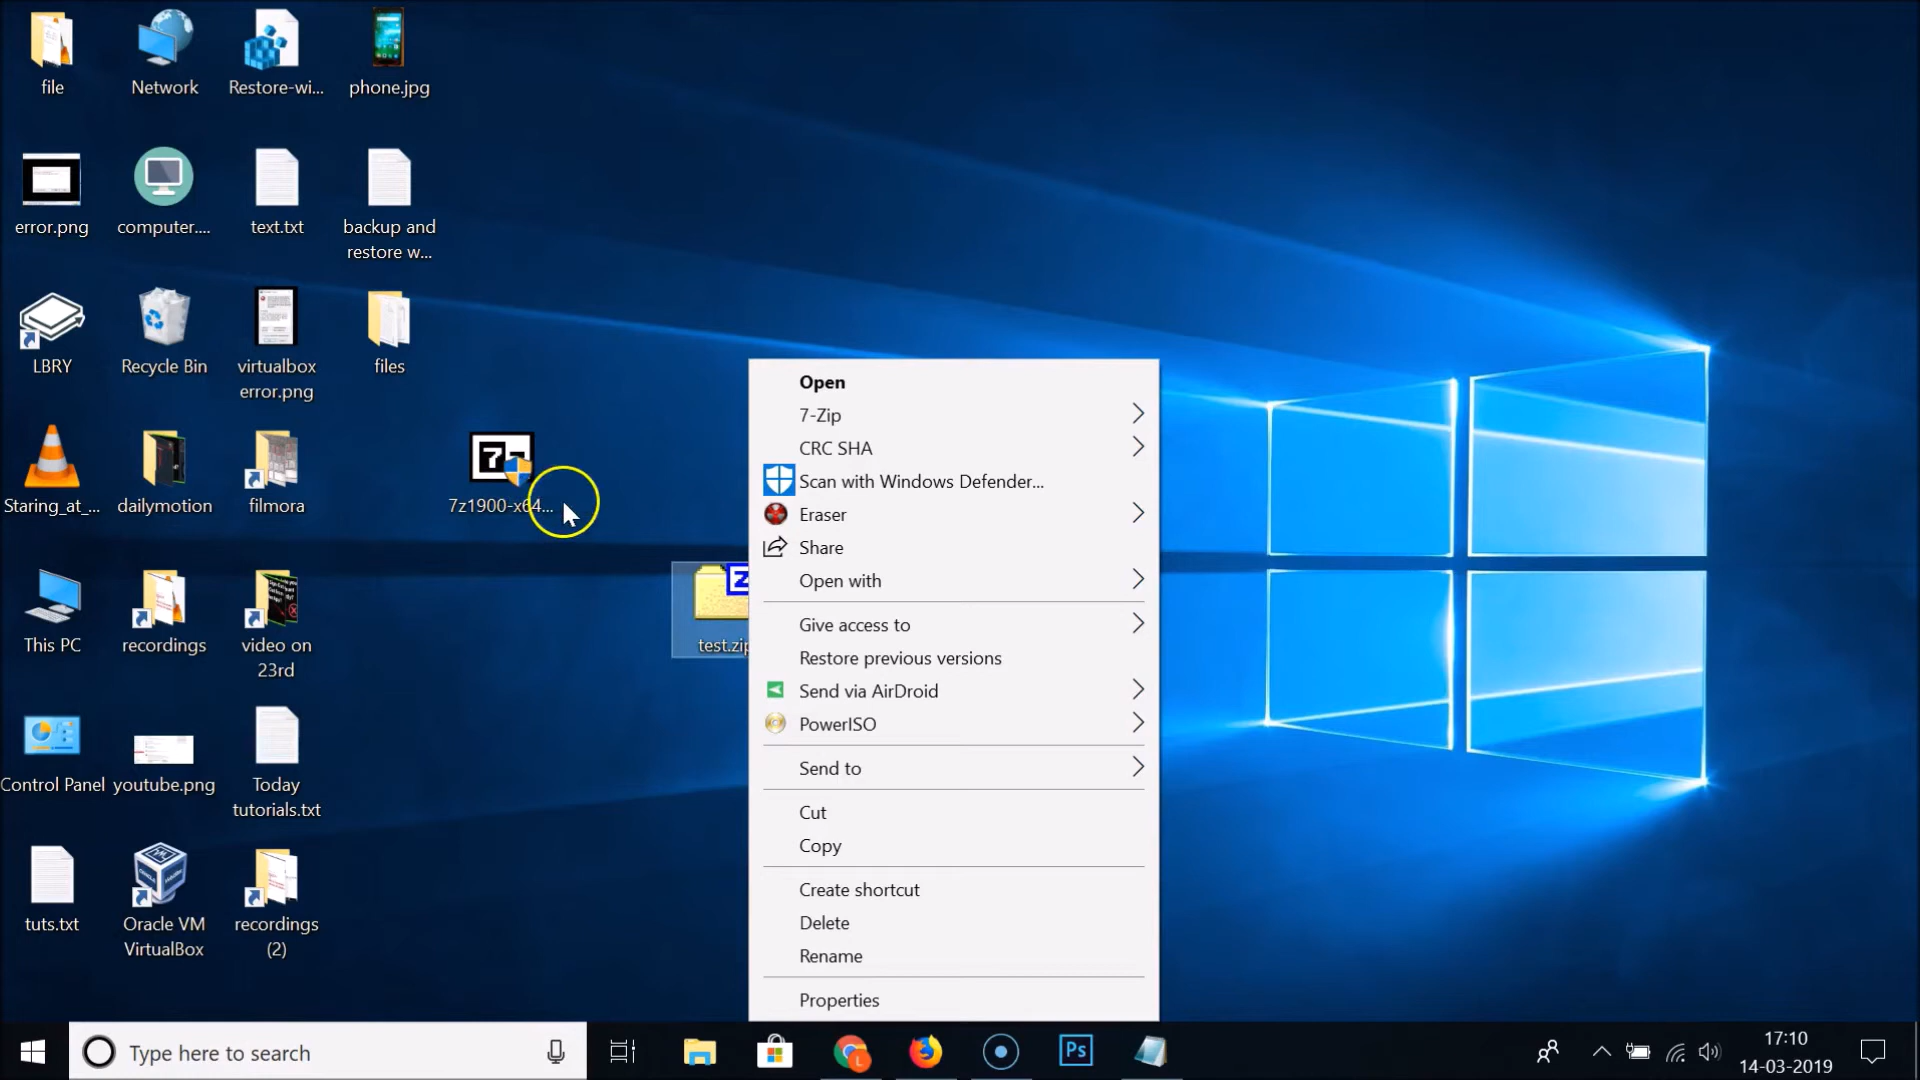 file
Network
Restore-wi...
phone.jpg
error.png
computer....
text.txt
backup and
restore w...
LBRY
Recycle Bin
virtualbox
error.png
files
Staring_at_...
dailymotion
filmora
7z1900-x64...
This PC
recordings
video on
23rd
test.zip
Control Panel
youtube.png
Today
tutorials.txt
tuts.txt
Oracle VM
VirtualBox
recordings
(2)
Open
7-Zip
CRC SHA
Scan with Windows Defender...
Eraser
Share
Open with
Give access to
Restore previous versions
Send via AirDroid
PowerISO
Send to
Cut
Copy
Create shortcut
Delete
Rename
Properties
Type here to search
L
Ps
17:10
14-03-2019